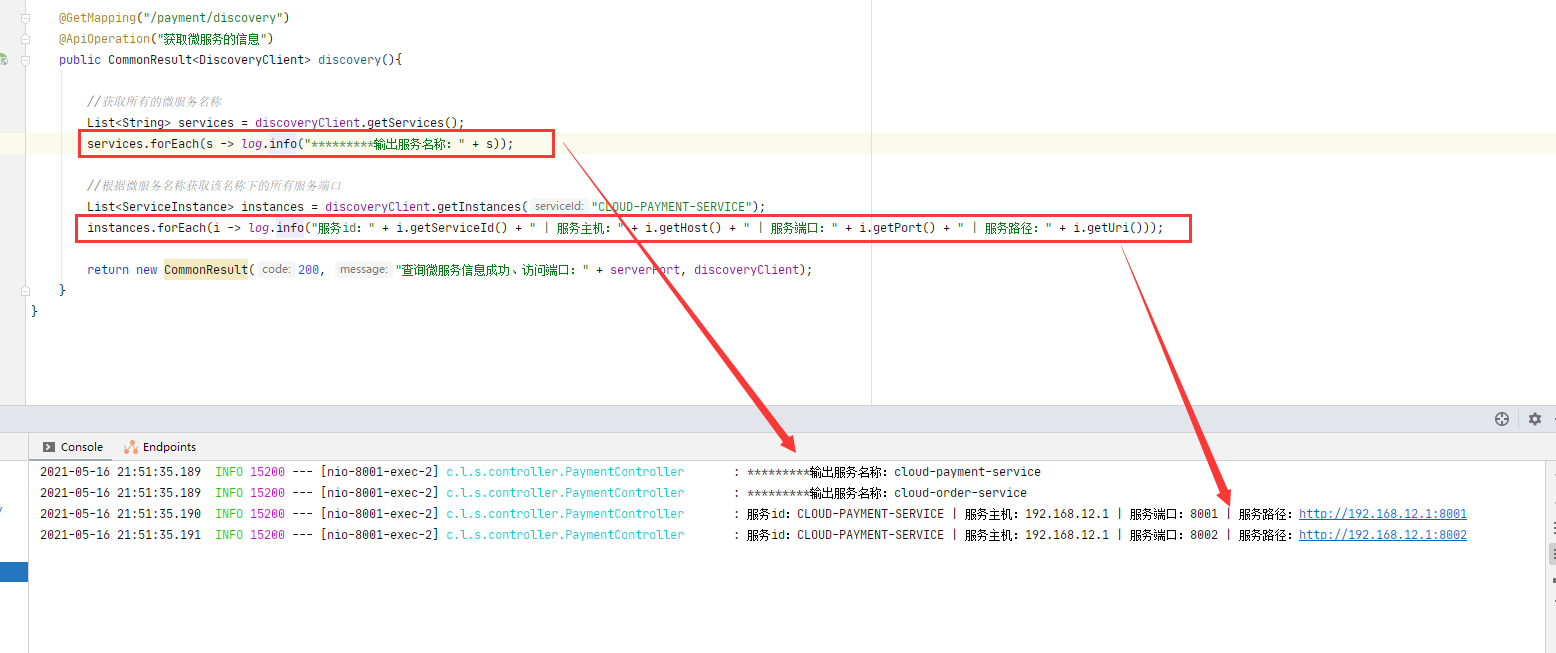 @GetMapping("/payment/discovery")
@ApiOperation("获取微服务的信息")
public CommonResult<DiscoveryClient> discovery(){
//获取所有的微服务名称
List<String> services = discoveryClient.getServices();
services.forEach(s -> log.info("*********输出服务名称：" + s));
//根据微服务名称获取该名称下的所有服务端口
List<ServiceInstance> instances = discoveryClient.getInstances( serviceId: "CLOUD-PAYMENT-SERVICE");
instances.forEach(i -> log.info("服务id：" + i.getServiceId() + " | 服务主机：" + i.getHost() + " | 服务端口：" + i.getPort() + " | 服务路径：" + i.getUri()));
return new CommonResult( code: 200, message: "查询微服务信息成功、访问端口：" + serverPort, discoveryClient);
}
}
Console Endpoints
2021-05-16 21:51:35.189 INFO 15200 --- [nio-8001-exec-2] c.l.s.controller.PaymentController : *********输出服务名称：cloud-payment-service
2021-05-16 21:51:35.189 INFO 15200 --- [nio-8001-exec-2] c.l.s.controller.PaymentController : *********输出服务名称：cloud-order-service
2021-05-16 21:51:35.190 INFO 15200 --- [nio-8001-exec-2] c.l.s.controller.PaymentController : 服务id：CLOUD-PAYMENT-SERVICE | 服务主机：192.168.12.1 | 服务端口：8001 | 服务路径：http://192.168.12.1:8001
2021-05-16 21:51:35.191 INFO 15200 --- [nio-8001-exec-2] c.l.s.controller.PaymentController : 服务id：CLOUD-PAYMENT-SERVICE | 服务主机：192.168.12.1 | 服务端口：8002 | 服务路径：http://192.168.12.1:8002